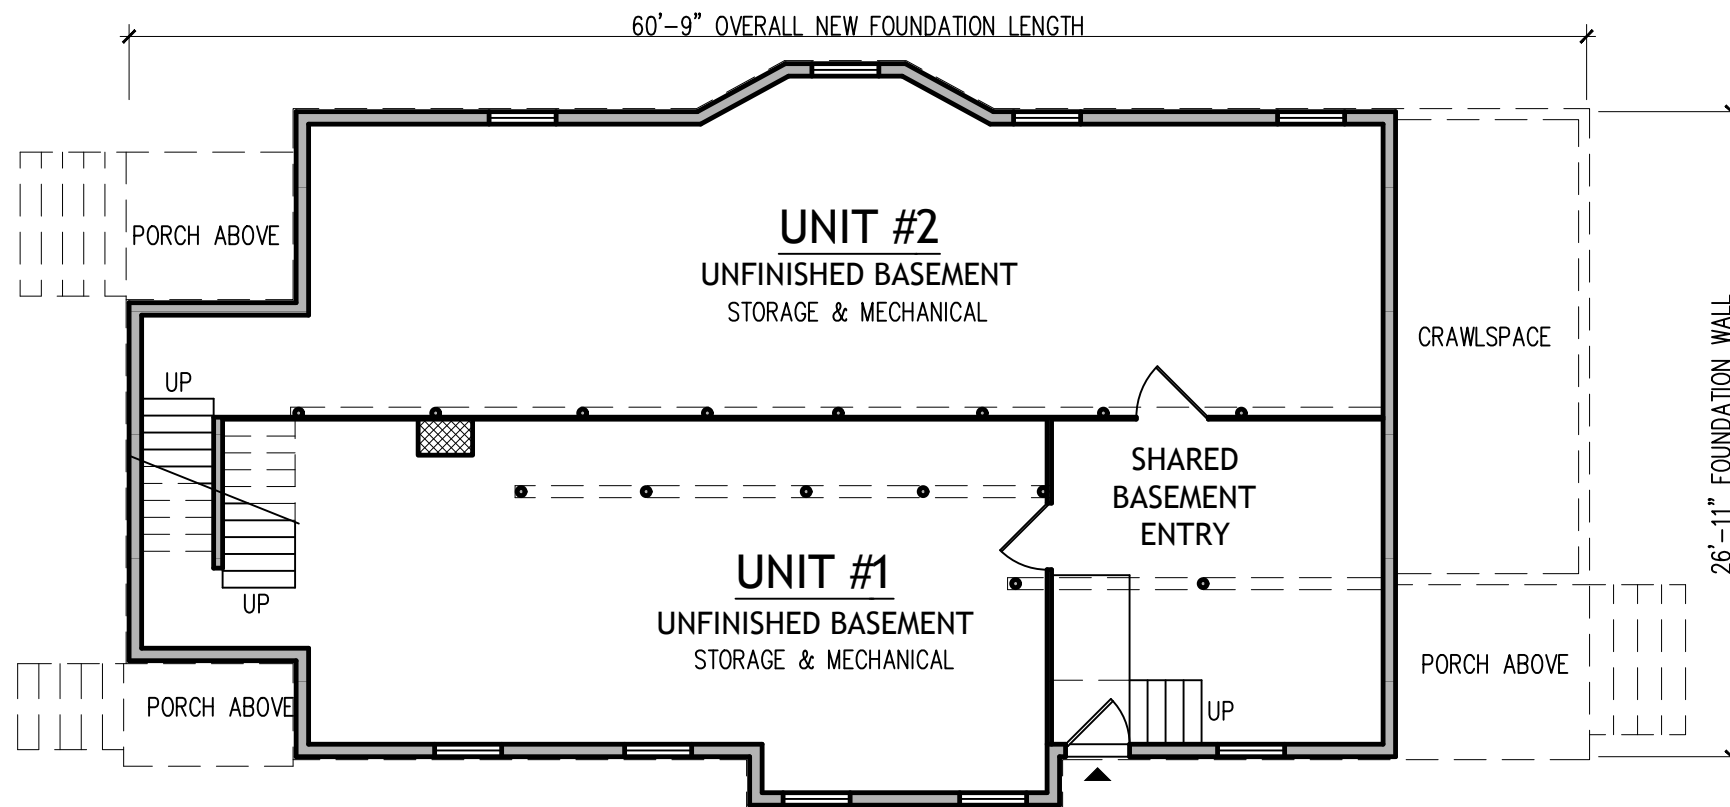 60'-9" OVERALL NEW FOUNDATION LENGTH
PORCH ABOVE
UNIT #2
UNFINISHED BASEMENT
STORAGE & MECHANICAL
CRAWLSPACE
26'-11" FOUNDATION WALL
UP
SHARED
BASEMENT
ENTRY
UNIT #1
UNFINISHED BASEMENT
STORAGE & MECHANICAL
UP
PORCH ABOVE
PORCH ABOVE
UP